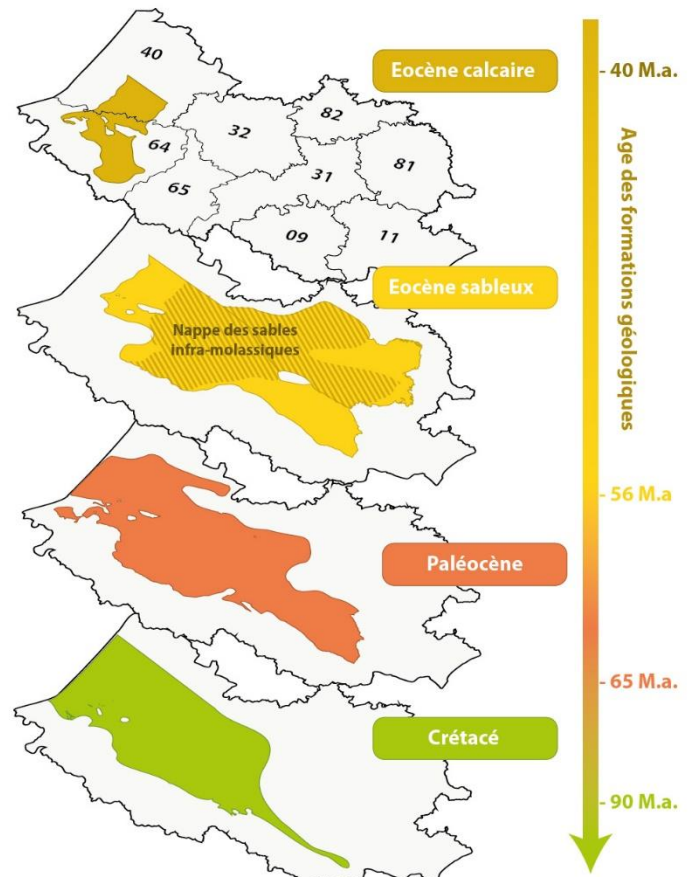 40
Eocène calcaire
- 40 M.a.
82
32
64
81
31
65
09
11
Age des formations géologiques
Eocène sableux
Nappe des sables
infra-molassiques
- 56 M.a
Paléocène
- 65 M.a.
Crétacé
- 90 M.a.